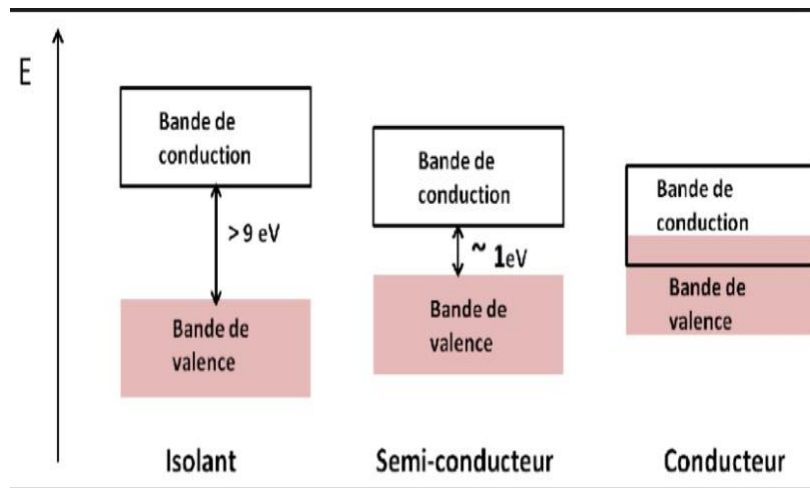 E
Bande de
conduction
>9 eV
Bande de
valence
Isolant
Bande de
conduction
~ 1eV
Bande de
valence
Semi-conducteur
Bande de
conduction
Bande de
valence
Conducteur